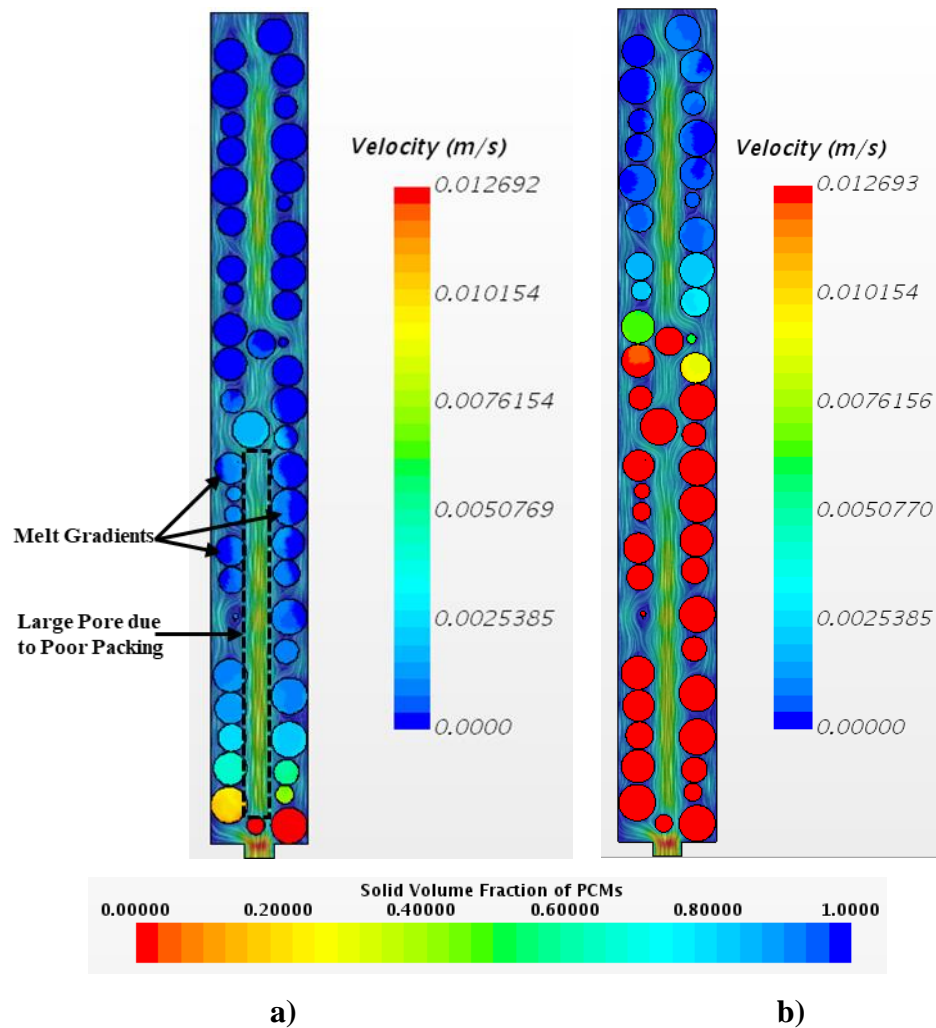 Velocity (m/s)
0.012692
0.010154
0.0076154
0.0050769
0.0025385
0.0000
Melt Gradients
Large Pore due
to Poor Packing
Velocity (m/s)
0.012693
0.010154
0.0076156
0.0050770
0.0025385
0.00000
Solid Volume Fraction of PCMs
0.00000 0.20000 0.40000 0.60000 0.80000 1.0000
a) b)